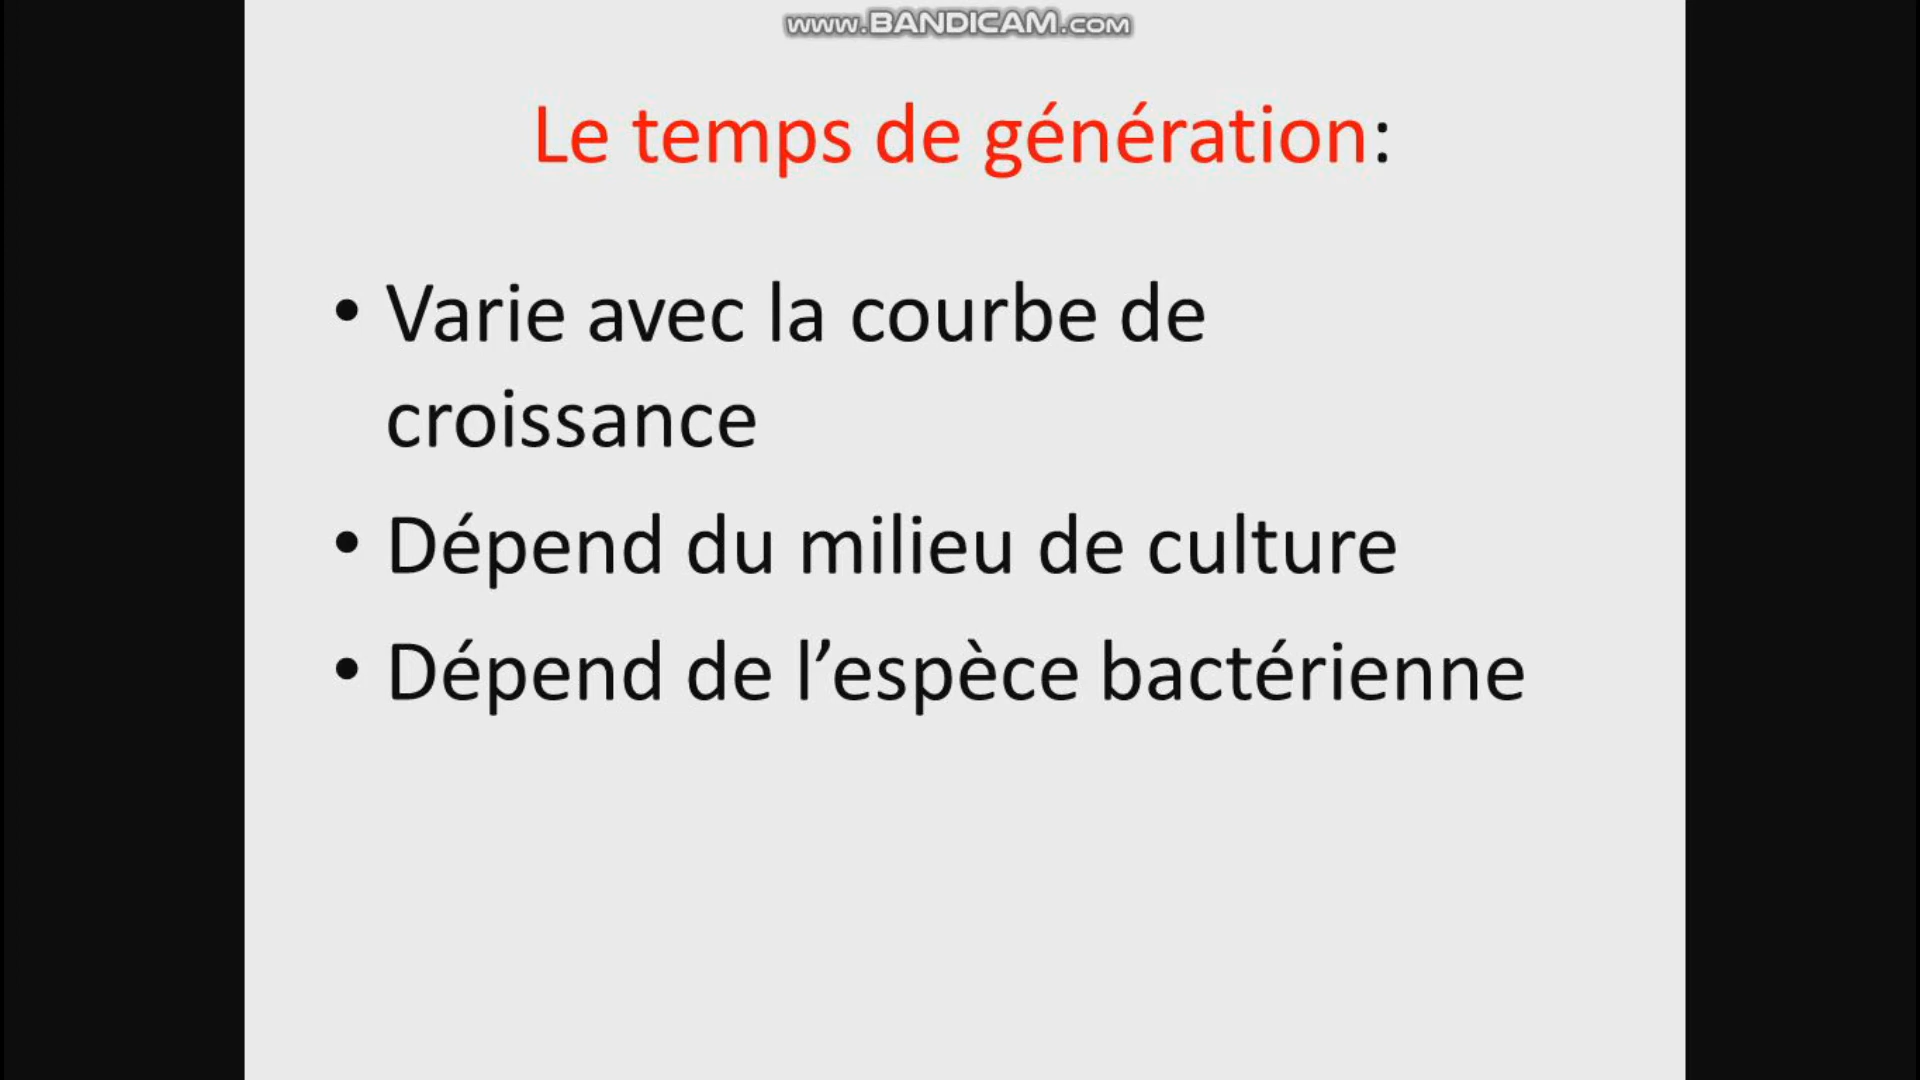 www.BANDICAM.com
Le temps de génération:
• Varie avec la courbe de
croissance
• Dépend du milieu de culture
• Dépend de l’espèce bactérienne